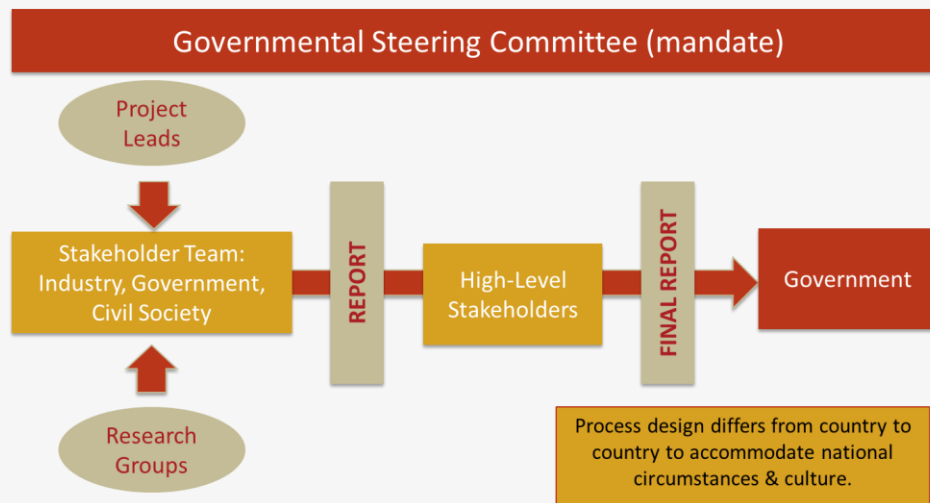 Governmental Steering Committee (mandate)
Project
Leads
Stakeholder Team:
Industry, Government,
Civil Society
REPORT
High-Level
Stakeholders
FINAL REPORT
Government
Research
Groups
Process design differs from country to
country to accommodate national
circumstances & culture.